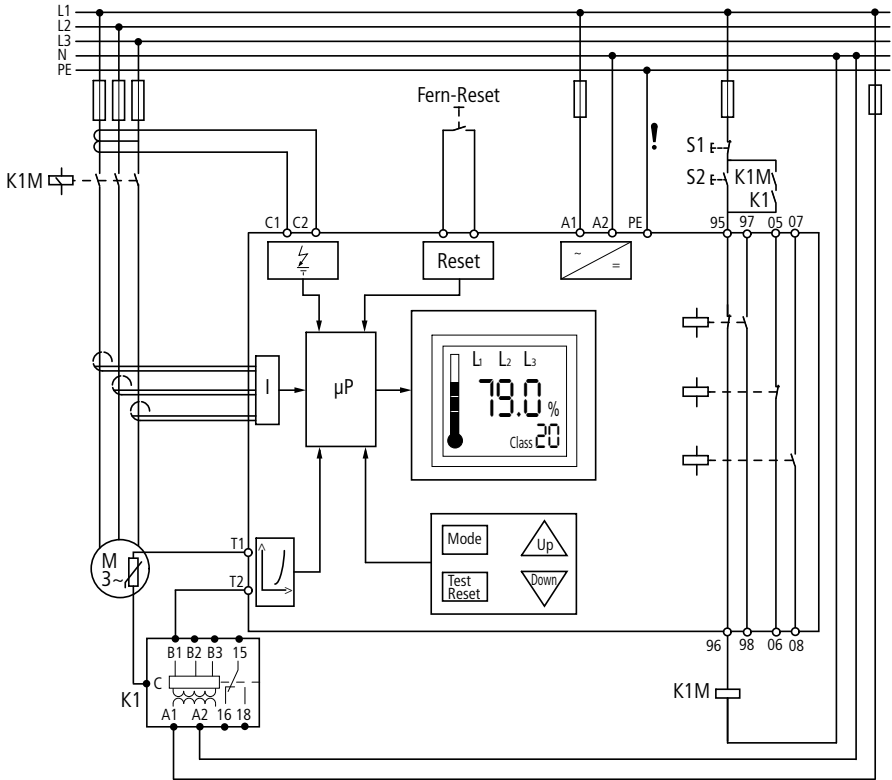 L1
L2
L3
N
PE
Fern-Reset
!
S1
S2 K1M
K1
K1M
C1 C2 A1 A2 PE 95 97 05 07
~
=
Reset
I
µP
L1 L2 L3
79.0 %
Class 20
T1
T2
M
3~
Mode
Up
Test
Reset
Down
96 98 06 08
B1 B2 B3 15
C
K1
A1 A2 16 18
K1M